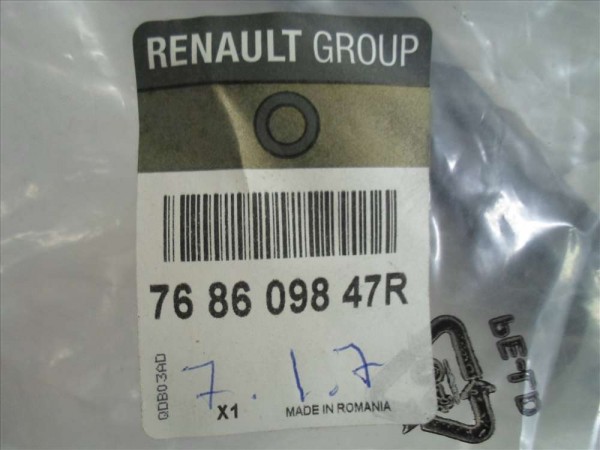 RENAULT GROUP
76 86 098 47R
QDB03AD
7. 1. 7
X1
MADE IN ROMANIA